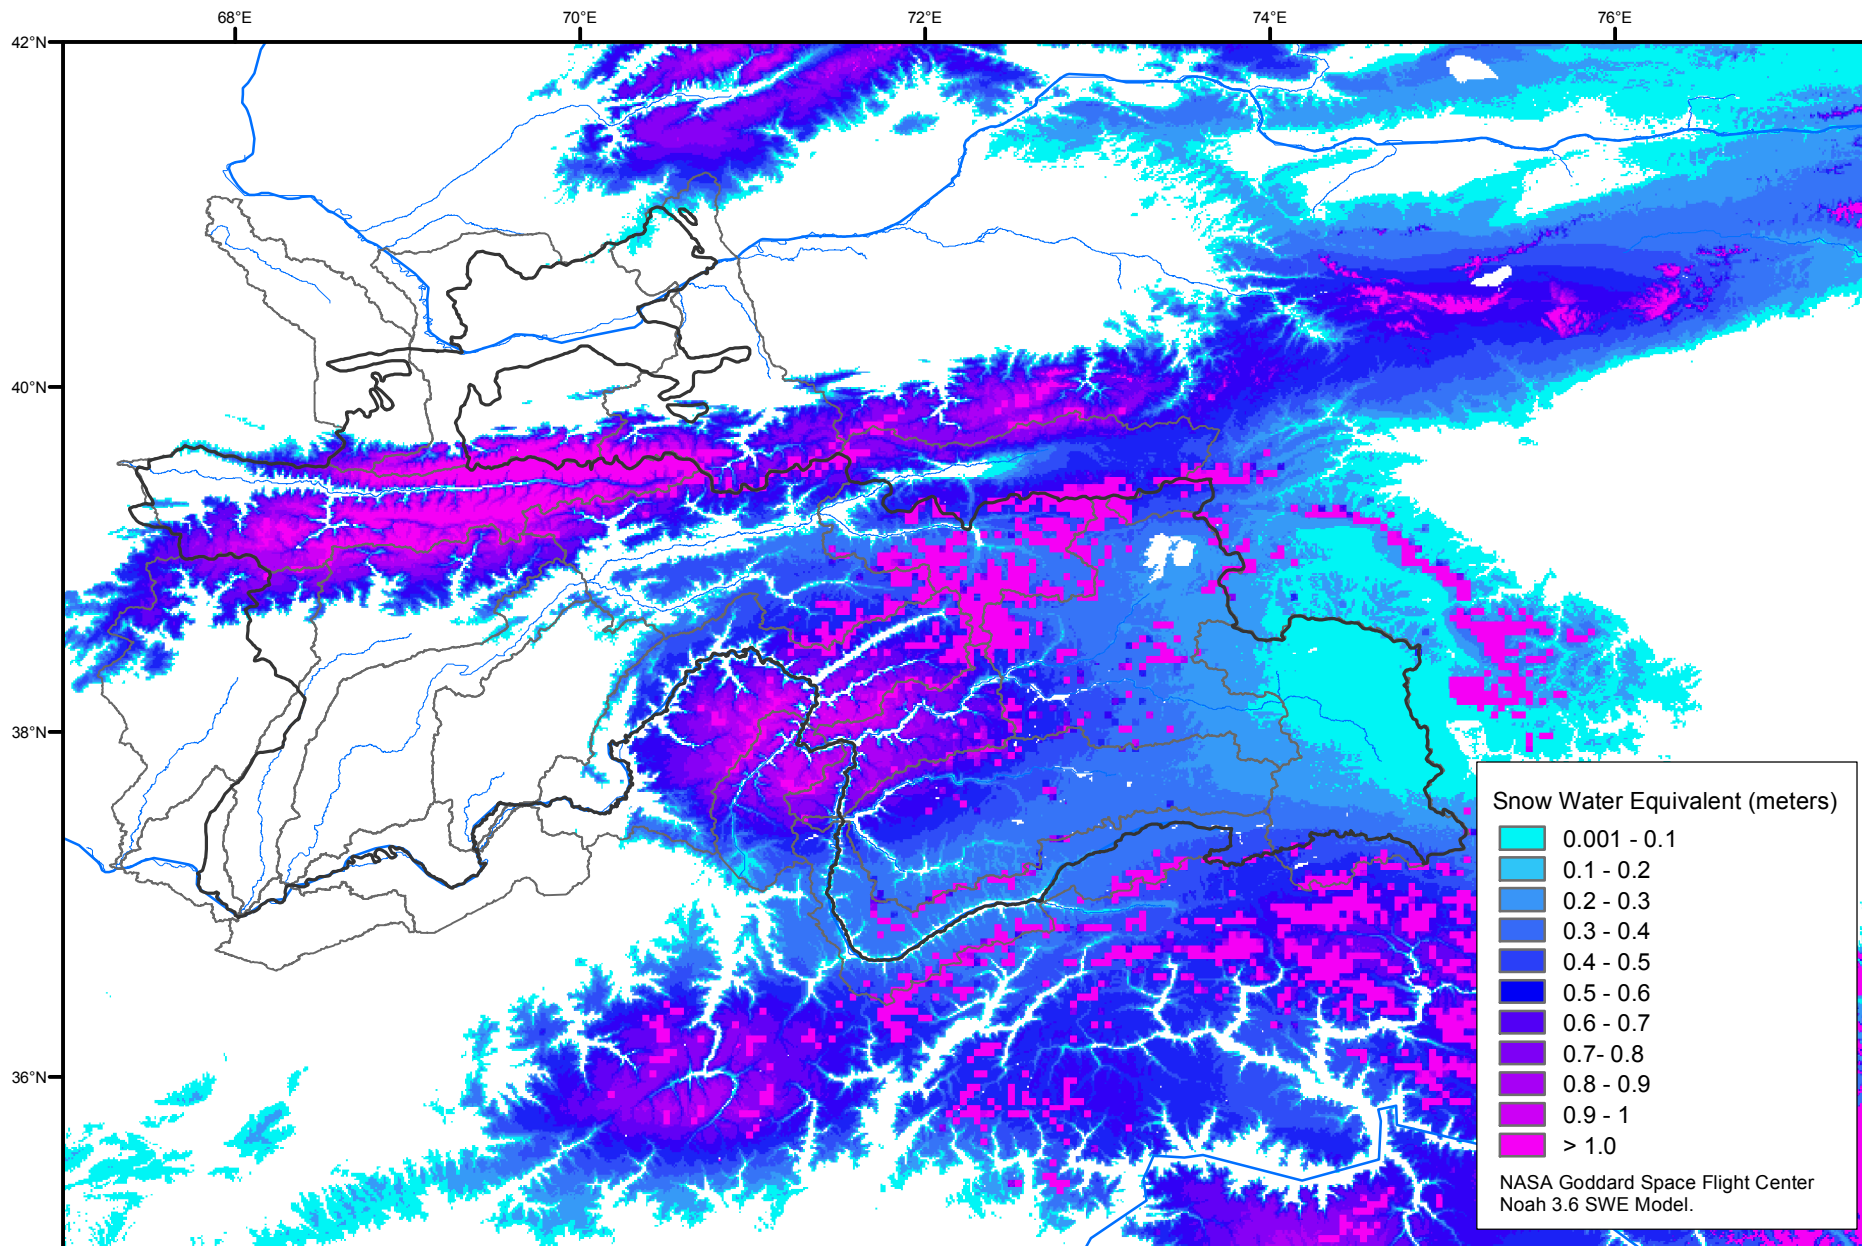 68°E
70°E
72°E
74°E
76°E
42°N
40°N
38°N
36°N
Snow Water Equivalent (meters)
0.001 - 0.1
0.1 - 0.2
0.2 - 0.3
0.3 - 0.4
0.4 - 0.5
0.5 - 0.6
0.6 - 0.7
0.7- 0.8
0.8 - 0.9
0.9 - 1
> 1.0
NASA Goddard Space Flight Center
Noah 3.6 SWE Model.